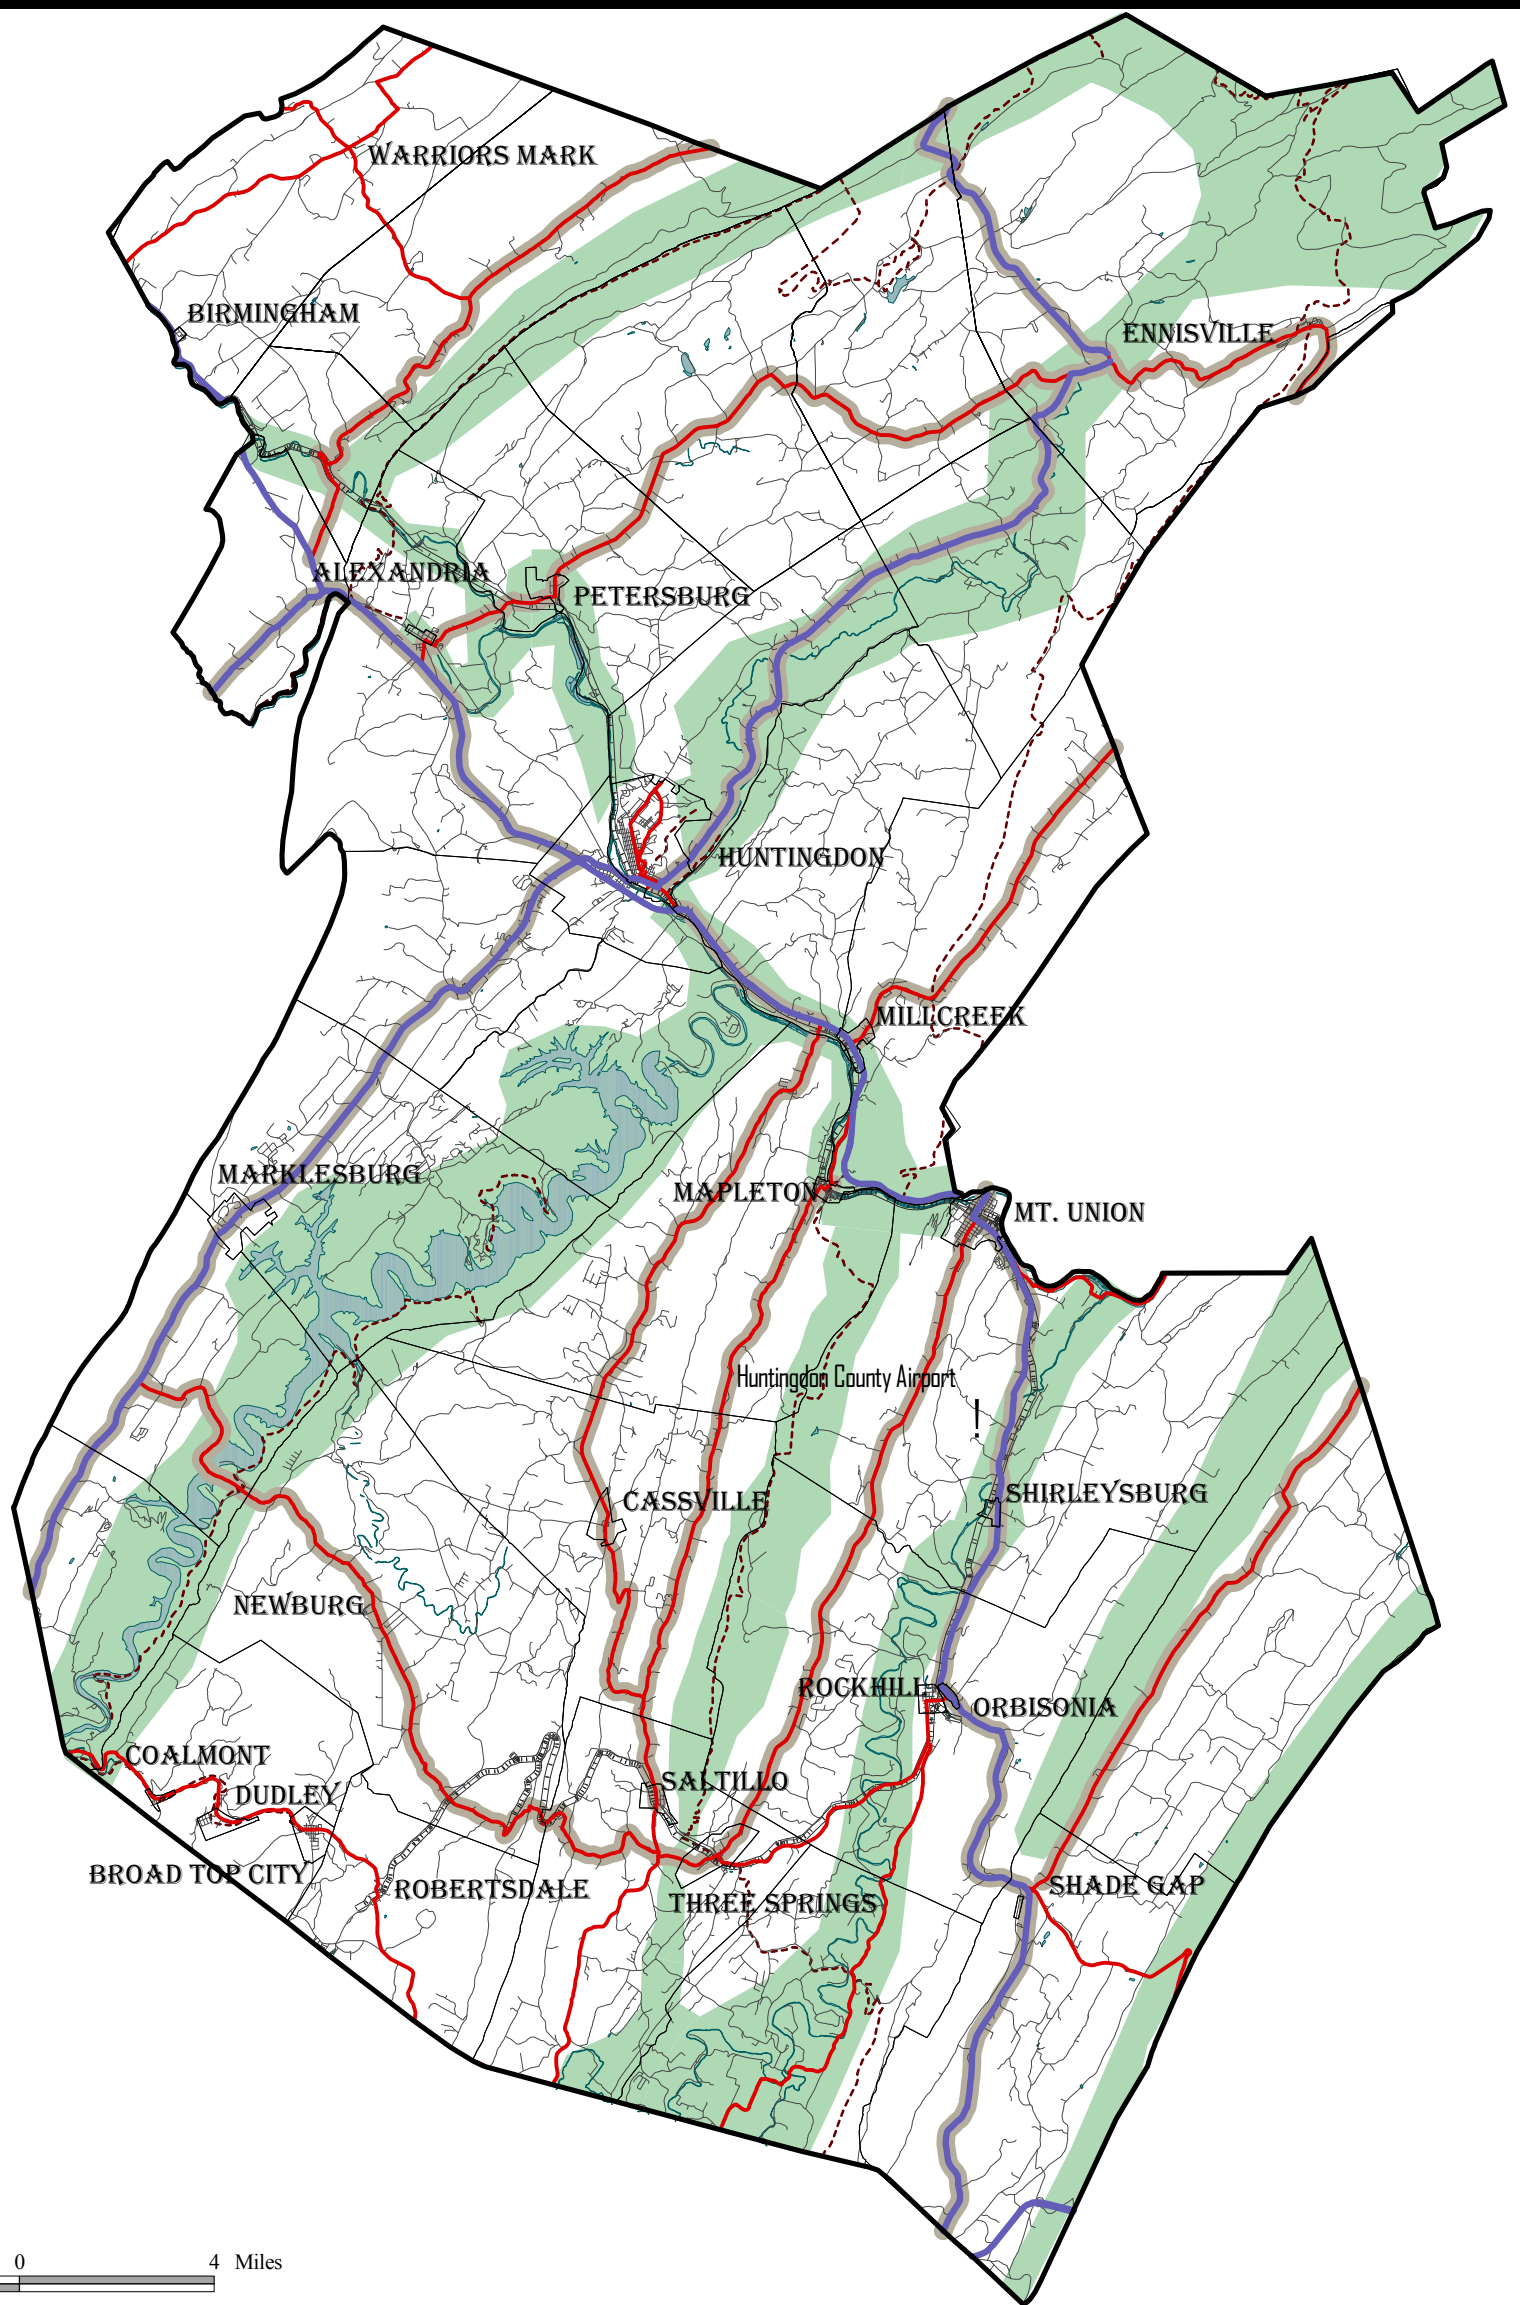 WARRIORS MARK
BIRMINGHAM
ENNISVILLE
ALEXANDRIA
PETERSBURG
HUNTINGDON
MILLCREEK
MARKLESBURG
MAPLETON
MT. UNION
Huntingdon County Airport
!
CASSVILLE
SHIRLEYSBURG
NEWBURG
ROCKHILL
ORBISONIA
COALMONT
SALTILLO
DUDLEY
BROAD TOP CITY
ROBERTSDALE
SHADE GAP
THREE SPRINGS
0 4 Miles